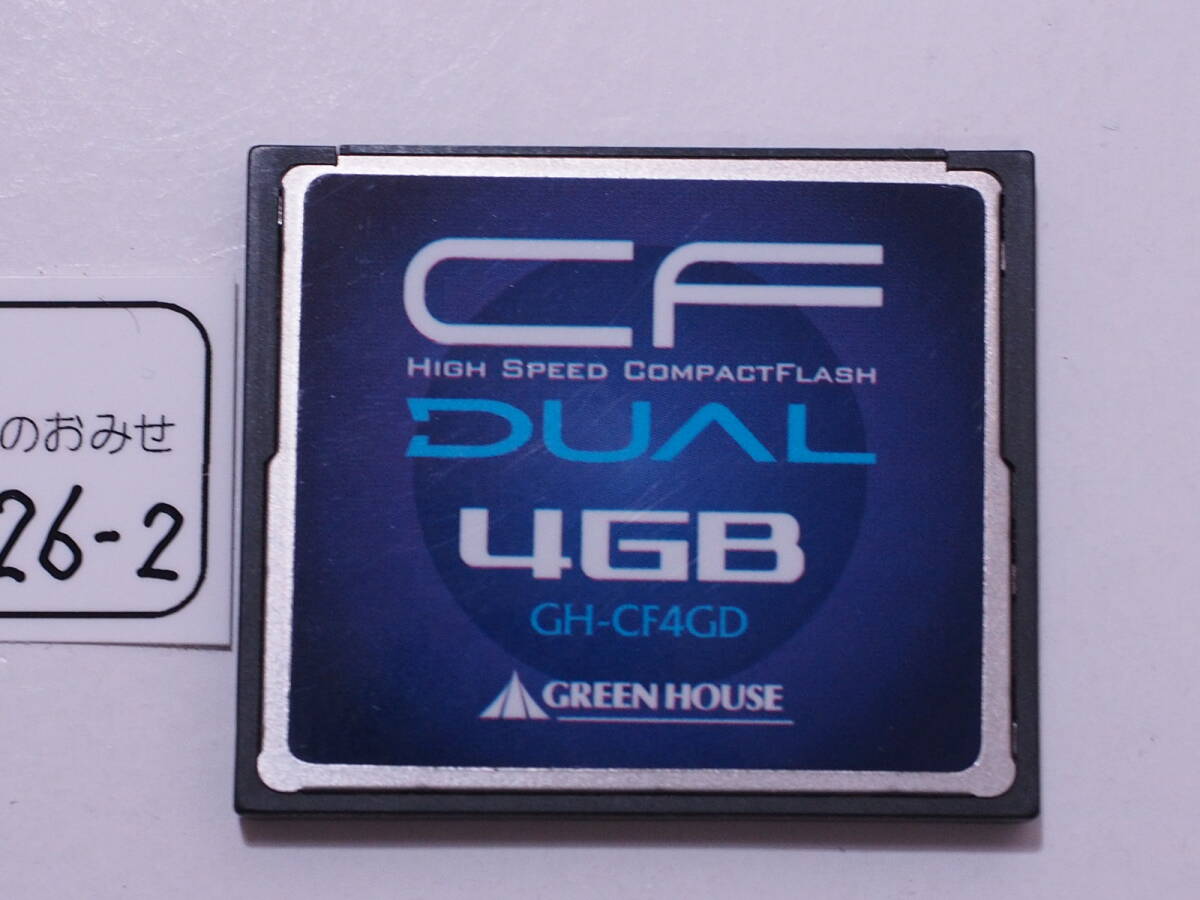 CF
HIGH SPEED COMPACTFLASH
DUAL
4GB
GH-CF4GD
GREEN HOUSE
のおみせ
26-2